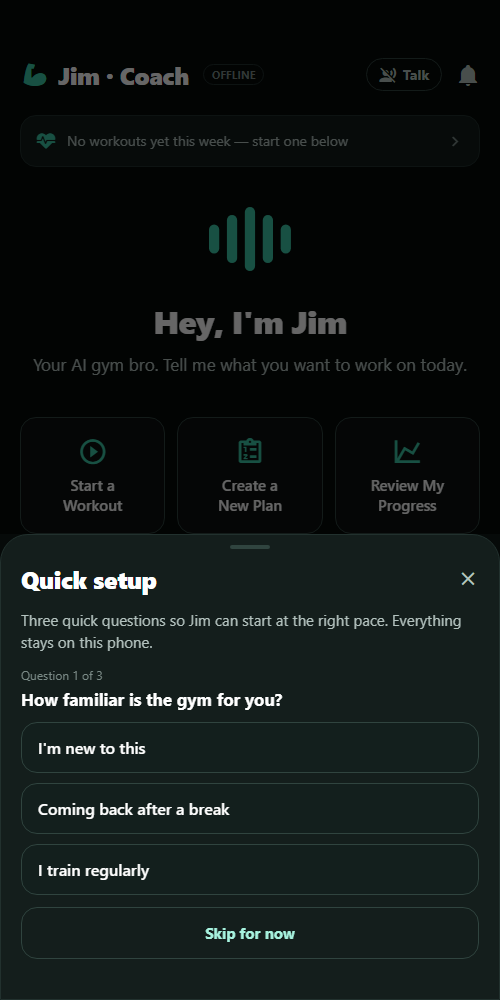 Jim · Coach
OFFLINE
Talk
No workouts yet this week — start one below
Hey, I'm Jim
Your AI gym bro. Tell me what you want to work on today.
Start a
Workout
Create a
New Plan
Review My
Progress
Quick setup
Three quick questions so Jim can start at the right pace. Everything
stays on this phone.
Question 1 of 3
How familiar is the gym for you?
I'm new to this
Coming back after a break
I train regularly
Skip for now